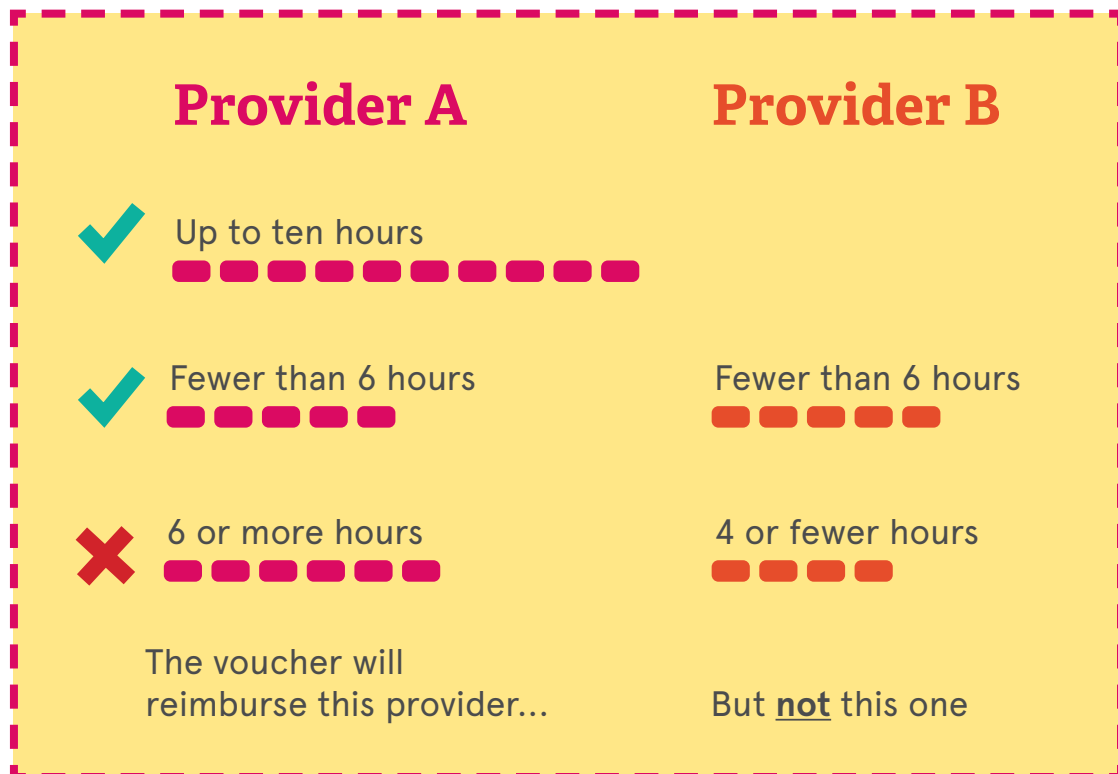 Provider A
Provider B
Up to ten hours
Fewer than 6 hours
Fewer than 6 hours
6 or more hours
4 or fewer hours
The voucher will
reimburse this provider...
But not this one